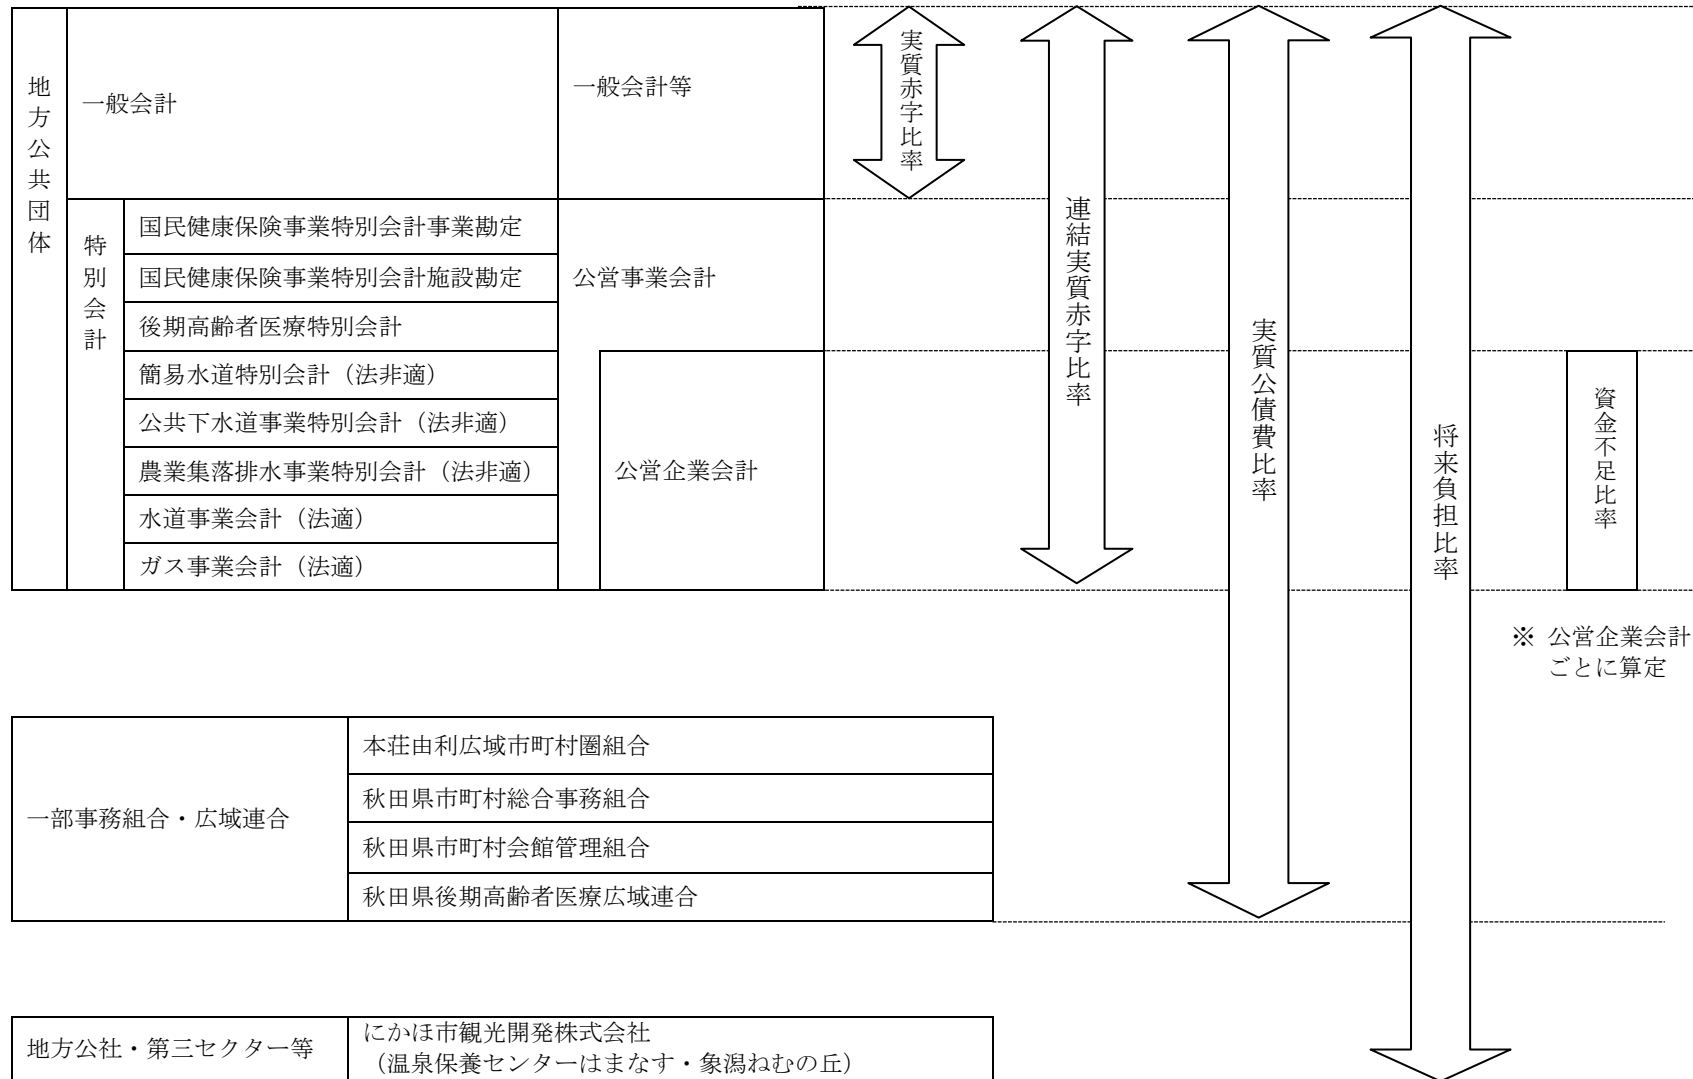 地方公共団体
一般会計
一般会計等
実質赤字比率
連結実質赤字比率
実質公債費比率
将来負担比率
資金不足比率
特別会計
国民健康保険事業特別会計事業勘定
国民健康保険事業特別会計施設勘定
後期高齢者医療特別会計
公営事業会計
簡易水道特別会計（法非適）
公共下水道事業特別会計（法非適）
農業集落排水事業特別会計（法非適）
水道事業会計（法適）
ガス事業会計（法適）
公営企業会計
※ 公営企業会計
ごとに算定
一部事務組合・広域連合
本荘由利広域市町村圏組合
秋田県市町村総合事務組合
秋田県市町村会館管理組合
秋田県後期高齢者医療広域連合
地方公社・第三セクター等
にかほ市観光開発株式会社
（温泉保養センターはまなす・象潟ねむの丘）